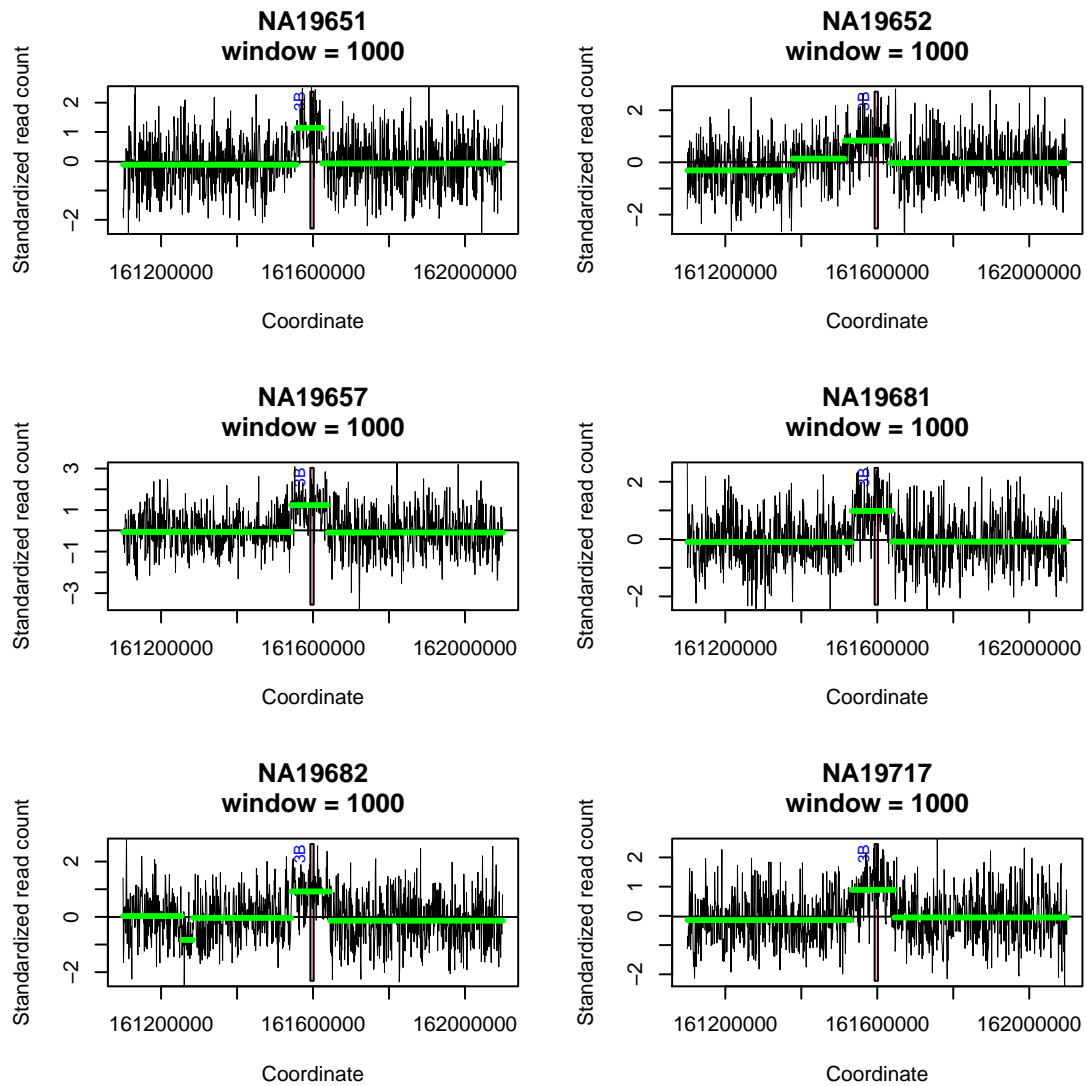 NA19651
window = 1000
Standardized read count
2
1
0
−2
3B
161200000 161600000 162000000
Coordinate
NA19652
window = 1000
Standardized read count
2
0
−2
3B
161200000 161600000 162000000
Coordinate
NA19657
window = 1000
Standardized read count
3
1
−1
−3
3B
161200000 161600000 162000000
Coordinate
NA19681
window = 1000
Standardized read count
2
0
−2
3B
161200000 161600000 162000000
Coordinate
NA19682
window = 1000
Standardized read count
2
0
−2
3B
161200000 161600000 162000000
Coordinate
NA19717
window = 1000
Standardized read count
2
1
0
−2
3B
161200000 161600000 162000000
Coordinate